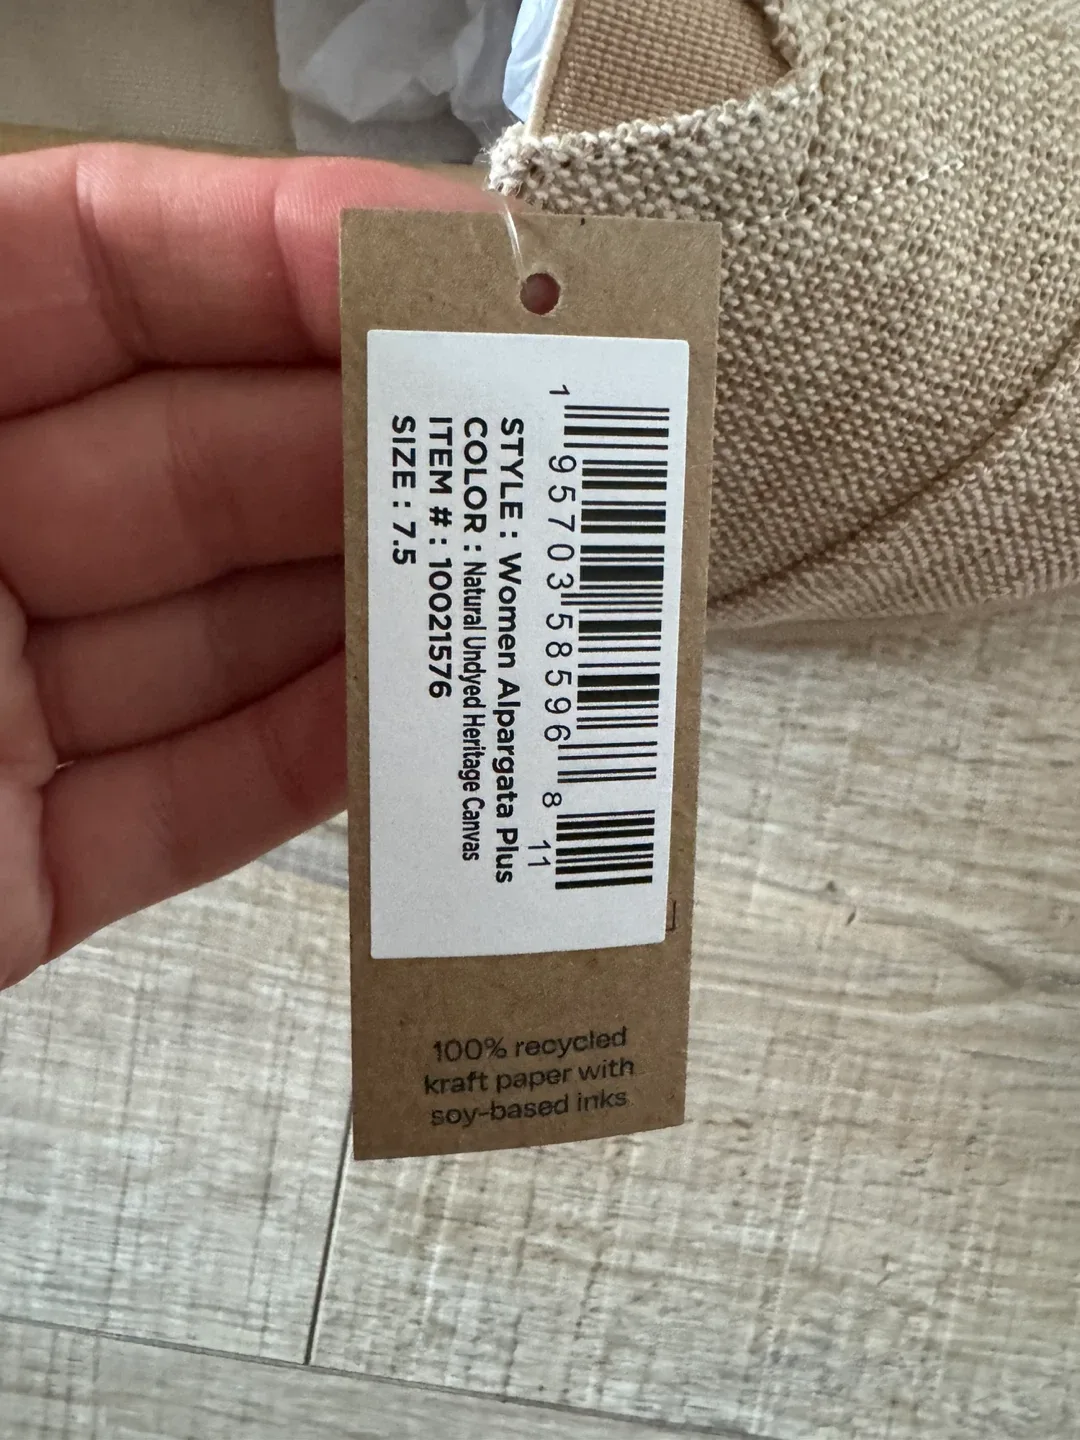 1 95703 58596 8 11
STYLE : Women Alpargata Plus
COLOR : Natural Undyed Heritage Canvas
ITEM # : 10021576
SIZE : 7.5
100% recycled
kraft paper with
soy-based inks